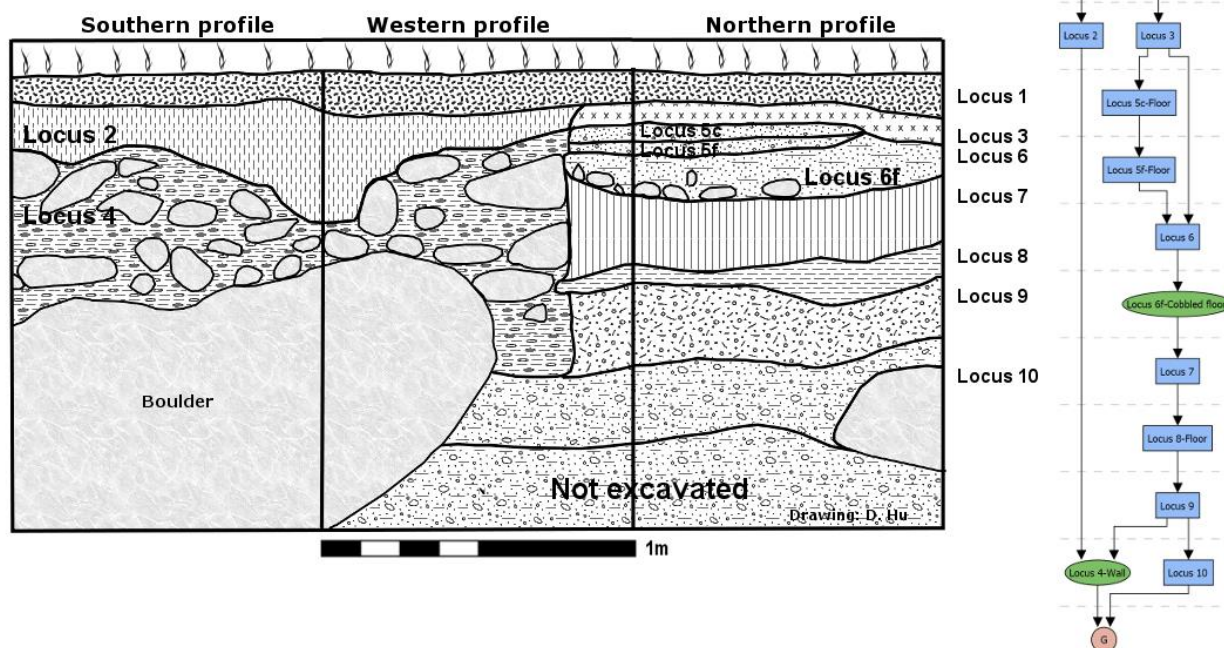 Southern profile
Western profile
Northern profile
Locus 1
Locus 2
Locus 3
Locus 5c
Locus 5f
Locus 6
Locus 6f
Locus 7
Locus 4
Locus 8
Locus 9
Locus 10
Boulder
Not excavated
Drawing: D. Hu
1m
Locus 2
Locus 3
Locus 5c-Floor
Locus 5f-Floor
Locus 6
Locus 6f-Cobbled floor
Locus 7
Locus 8-Floor
Locus 9
Locus 4-Wall
Locus 10
G